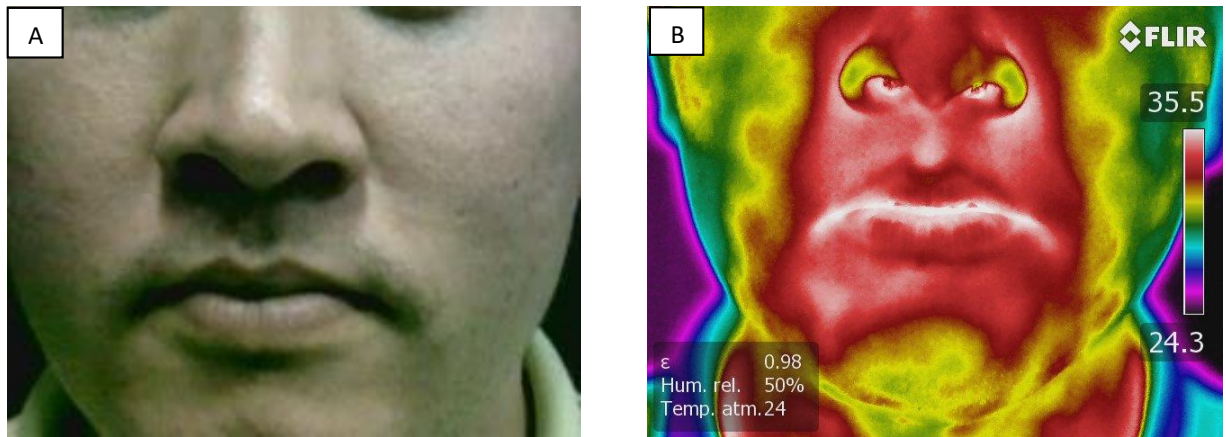 A
B
FLIR
35.5
24.3
ε 0.98
Hum. rel. 50%
Temp. atm. 24